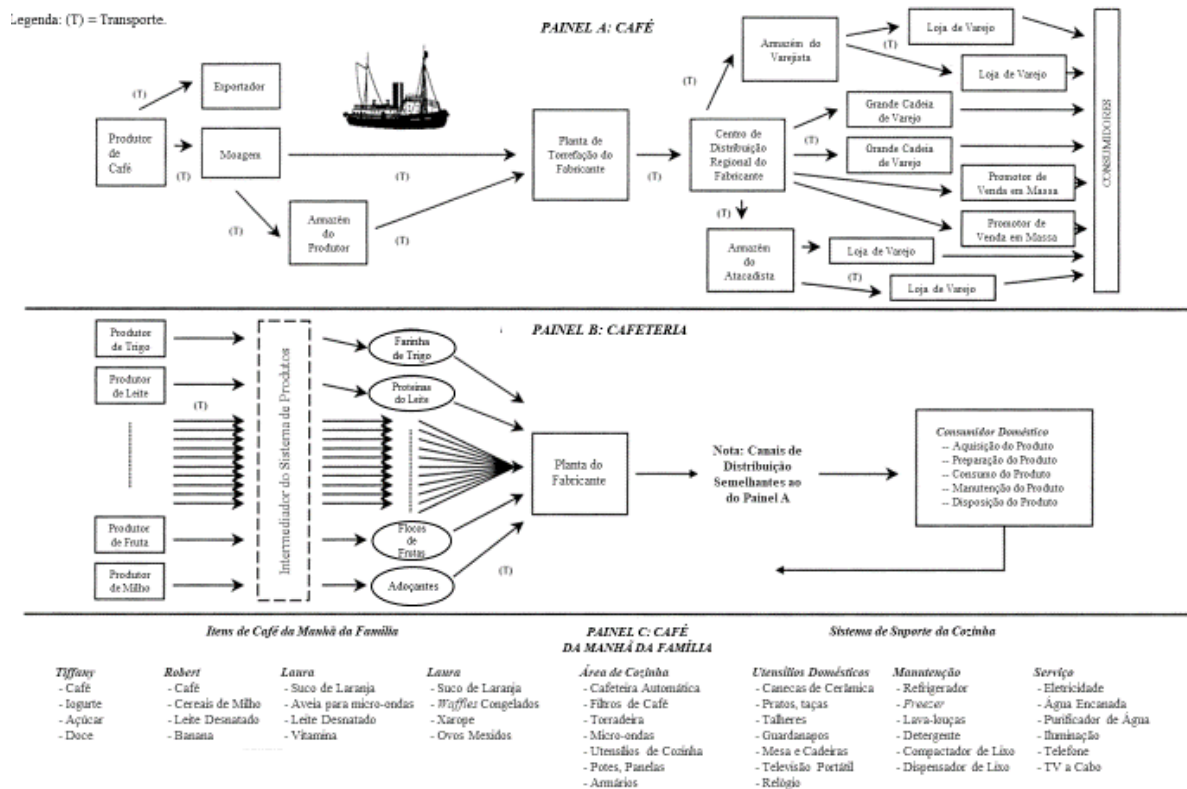 Legenda: (T) = Transporte.
PAINEL A: CAFÉ
Produtor
de
Café
(T)
(T)
Exportador
Moagem
(T)
Armazém
do
Produtor
(T)
(T)
Planta de
Torrefação do
Fabricante
(T)
Centro de
Distribuição
Regional do
Fabricante
(T)
(T)
(T)
Armazém do
Varejista
(T)
Loja de Varejo
Loja de Varejo
Grande Cadeia
de Varejo
Grande Cadeia
de Varejo
Promotor de
Venda em Massa
Promotor de
Venda em Massa
Armazém
do
Atacadista
(T)
Loja de Varejo
Loja de Varejo
CONSUMIDORES
PAINEL B: CAFETERIA
Produtor
de Trigo
Produtor
de Leite
(T)
Produtor
de Fruta
Produtor
de Milho
Intermediador do Sistema de Produtos
Farinha
de Trigo
Proteínas
do Leite
Flocos
de
Frutas
Adoçantes
(T)
Planta do
Fabricante
Nota: Canais de
Distribuição
Semelhantes ao
do Painel A
Consumidor Doméstico
-- Aquisição do Produto
-- Preparação do Produto
-- Consumo do Produto
-- Manutenção do Produto
-- Disposição do Produto
Itens de Café da Manhã da Família
PAINEL C: CAFÉ
DA MANHÃ DA FAMÍLIA
Sistema de Suporte da Cozinha
Tiffany
- Café
- Iogurte
- Açúcar
- Doce
Robert
- Café
- Cereais de Milho
- Leite Desnatado
- Banana
Laura
- Suco de Laranja
- Aveia para micro-ondas
- Leite Desnatado
- Vitamina
Laura
- Suco de Laranja
- Waffles Congelados
- Xarope
- Ovos Mexidos
Área de Cozinha
- Cafeteira Automática
- Filtros de Café
- Torradeira
- Micro-ondas
- Utensílios de Cozinha
- Potes, Panelas
- Armários
Utensílios Domésticos
- Canecas de Cerâmica
- Pratos, taças
- Talheres
- Guardanapos
- Mesa e Cadeiras
- Televisão Portátil
- Relógio
Manutenção
- Refrigerador
- Freezer
- Lava-louças
- Detergente
- Compactador de Lixo
- Dispensador de Lixo
Serviço
- Eletricidade
- Água Encanada
- Purificador de Água
- Iluminação
- Telefone
- TV a Cabo